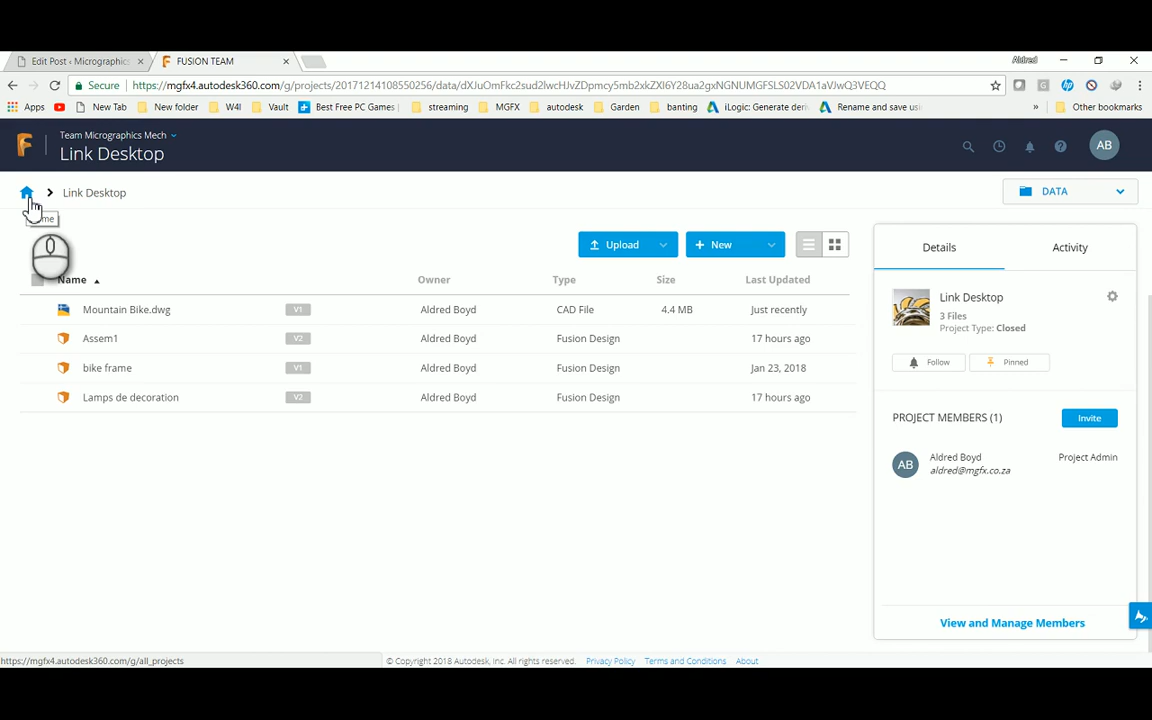 Edit Post ‹ Micrographics
FUSION TEAM
Aldred
Secure
https://mgfx4.autodesk360.com/g/projects/20171214108550256/data/dXJuOmFkc2sud2lwcHJvZDpmcy5mb2xkZXI6Y28ua2gxNGNUMGFSLS02VDA1aVJwQ3VEQQ
Apps
New Tab
New folder
W4I
Vault
Best Free PC Games
streaming
MGFX
autodesk
Garden
banting
iLogic: Generate deriv
Rename and save usi
»
Other bookmarks
Team Micrographics Mech
Link Desktop
AB
Link Desktop
DATA
Upload
New
Name
Owner
Type
Size
Last Updated
Mountain Bike.dwg V1 Aldred Boyd CAD File 4.4 MB Just recently
Assem1 V2 Aldred Boyd Fusion Design 17 hours ago
bike frame V1 Aldred Boyd Fusion Design Jan 23, 2018
Lamps de decoration V2 Aldred Boyd Fusion Design 17 hours ago
Details
Activity
Link Desktop
3 Files
Project Type: Closed
Follow
Pinned
PROJECT MEMBERS (1)
Invite
AB
Aldred Boyd
Project Admin
aldred@mgfx.co.za
View and Manage Members
https://mgfx4.autodesk360.com/g/all_projects
© Copyright 2018 Autodesk, Inc. All rights reserved.
Privacy Policy
Terms and Conditions
About